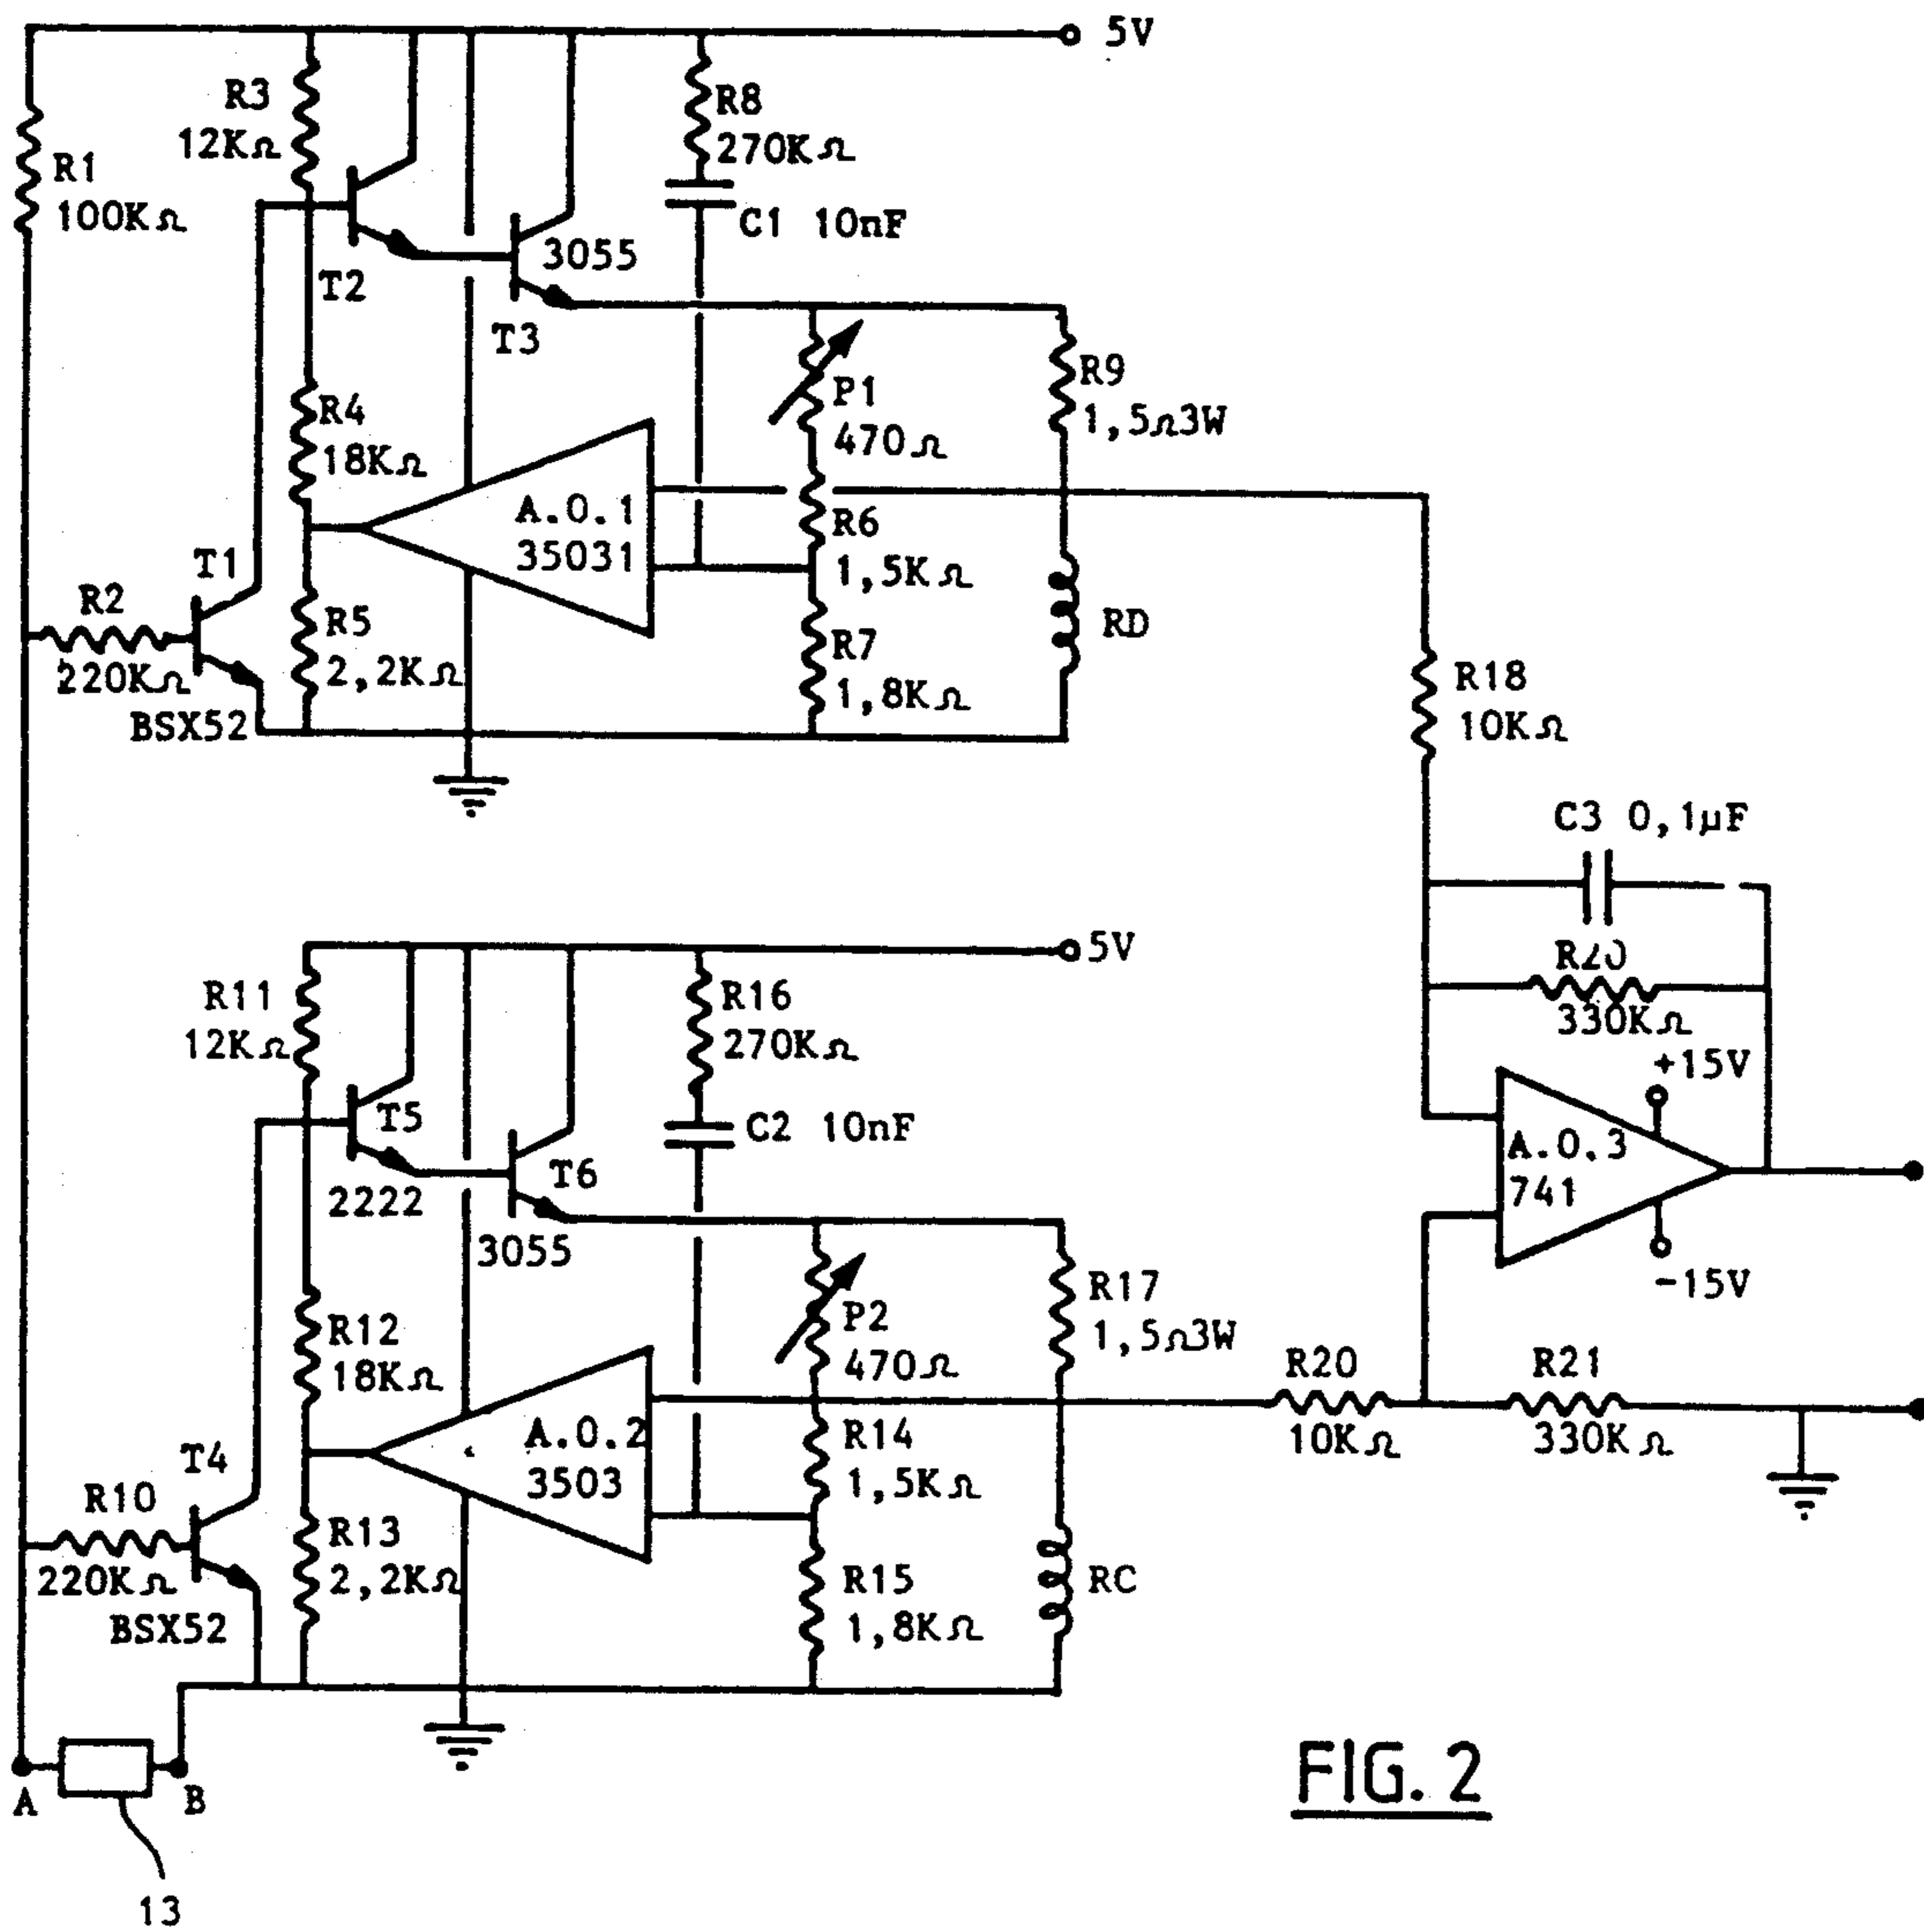 5V
R3
12KΩ
R8
270KΩ
R1
100KΩ
C1 10nF
3055
T2
T3
R9
1,5Ω3W
P1
470Ω
R4
18KΩ
A.O.1
35031
R6
1,5KΩ
T1
R2
220KΩ
BSX52
R5
2,2KΩ
R7
1,8KΩ
RD
R18
10KΩ
C3 0,1µF
5V
R20
330KΩ
R11
12KΩ
R16
270KΩ
+15V
T5
C2 10nF
A.O.3
741
T6
2222
3055
-15V
R17
1,5Ω3W
P2
470Ω
R12
18KΩ
R20
10KΩ
R21
330KΩ
A.O.2
3503
R14
1,5KΩ
T4
R10
220KΩ
BSX52
R13
2,2KΩ
R15
1,8KΩ
RC
A
B
13
FIG. 2